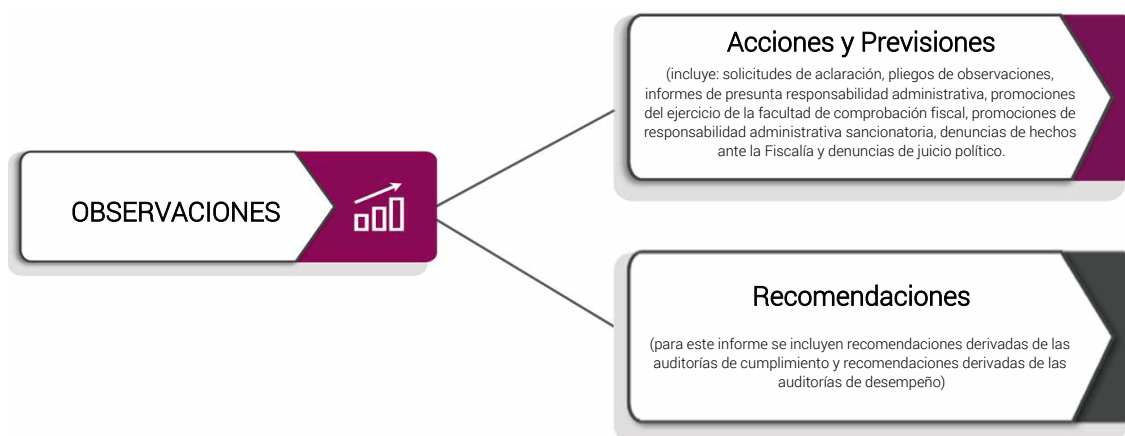 OBSERVACIONES
Acciones y Previsiones
(incluye: solicitudes de aclaración, pliegos de observaciones,
informes de presunta responsabilidad administrativa, promociones
del ejercicio de la facultad de comprobación fiscal, promociones de
responsabilidad administrativa sancionatoria, denuncias de hechos
ante la Fiscalía y denuncias de juicio político.
Recomendaciones
(para este informe se incluyen recomendaciones derivadas de las
auditorías de cumplimiento y recomendaciones derivadas de las
auditorías de desempeño)